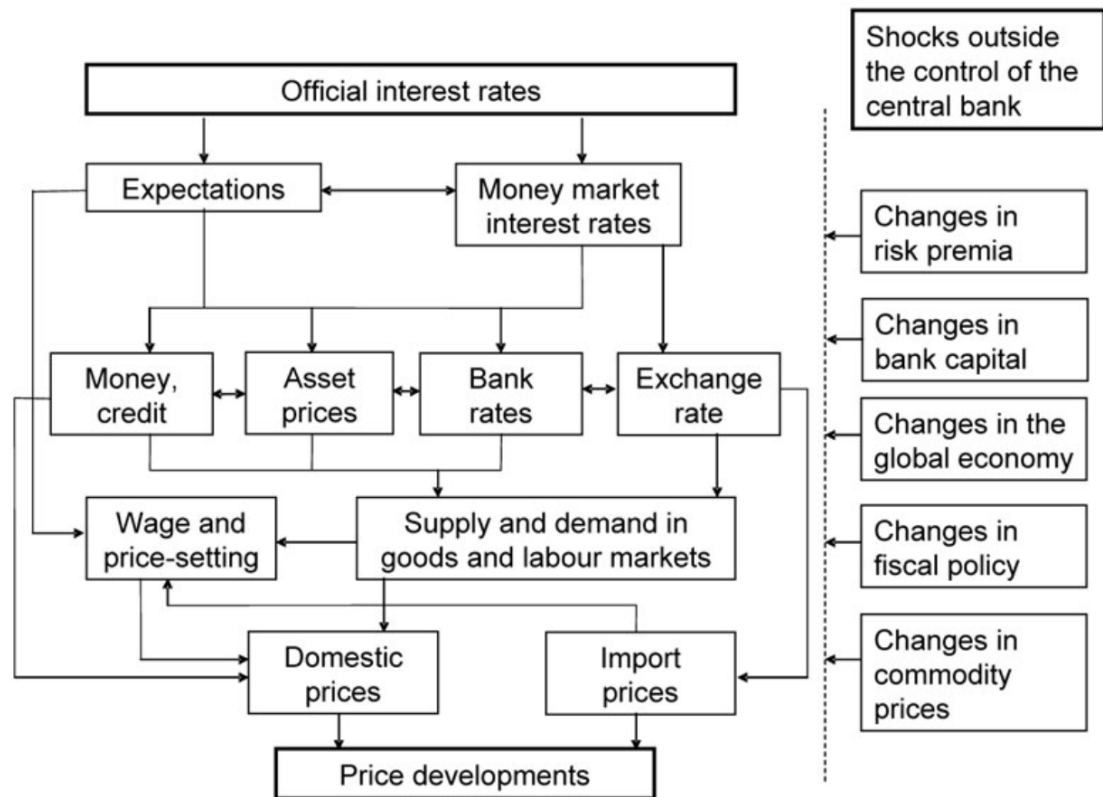 Shocks outside
the control of the
central bank
Official interest rates
Expectations
Money market
interest rates
Changes in
risk premia
Changes in
bank capital
Money,
credit
Asset
prices
Bank
rates
Exchange
rate
Changes in the
global economy
Wage and
price-setting
Supply and demand in
goods and labour markets
Changes in
fiscal policy
Domestic
prices
Import
prices
Changes in
commodity
prices
Price developments